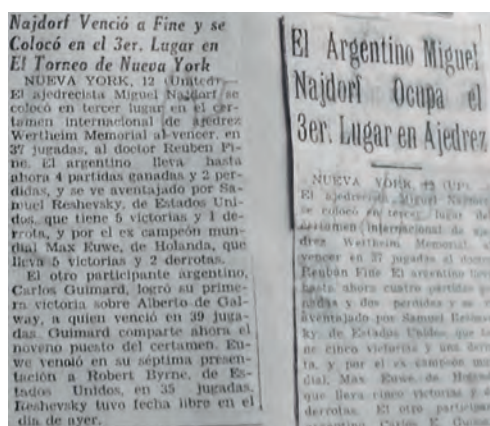 Najdorf Venció a Fine y se
Colocó en el 3er. Lugar en
El Torneo de Nueva York
NUEVA YORK, 12 (United).—
El ajedrecista Miguel Najdorf se
colocó en tercer lugar en el cer-
tamen internacional de ajedrez
Wertheim Memorial al vencer, en
37 jugadas, al doctor Reuben Fi-
ne. El argentino lleva hasta
ahora 4 partidas ganadas y 2 per-
didas, y se ve aventajado por Sa-
muel Reshevsky, de Estados Uni-
dos, que tiene 5 victorias y 1 de-
rrota, y por el ex campeón mun-
dial Max Euwe, de Holanda, que
lleva 5 victorias y 2 derrotas.
El otro participante argentino,
Carlos Guimard, logró su prime-
ra victoria sobre Alberto de Gal-
way, a quien venció en 39 juga-
das. Guimard comparte ahora el
noveno puesto del certamen. Eu-
we venció en su séptima presen-
tación a Robert Byrne, de Es-
tados Unidos, en 35 jugadas.
Reshevsky tuvo fecha libre en el
día de ayer.
El Argentino Miguel
Najdorf Ocupa el
3er. Lugar en Ajedrez
NUEVA YORK, 12 (UP).—
El ajedrecista Miguel Najdorf
se colocó en tercer lugar del
certamen internacional de aje-
drez Wertheim Memorial, al
vencer en 37 jugadas al doctor
Reuban Fine. El argentino lleva
hasta ahora cuatro partidas ga-
nadas y dos perdidas y se
aventajado por Samuel
ky, de Estados Unidos, que tie-
ne cinco victorias y una derro-
ta, y por el ex campeón mun-
dial, Max Euwe, de
que lleva cinco victorias y
derrotas. El otro
argentino Carlos E.